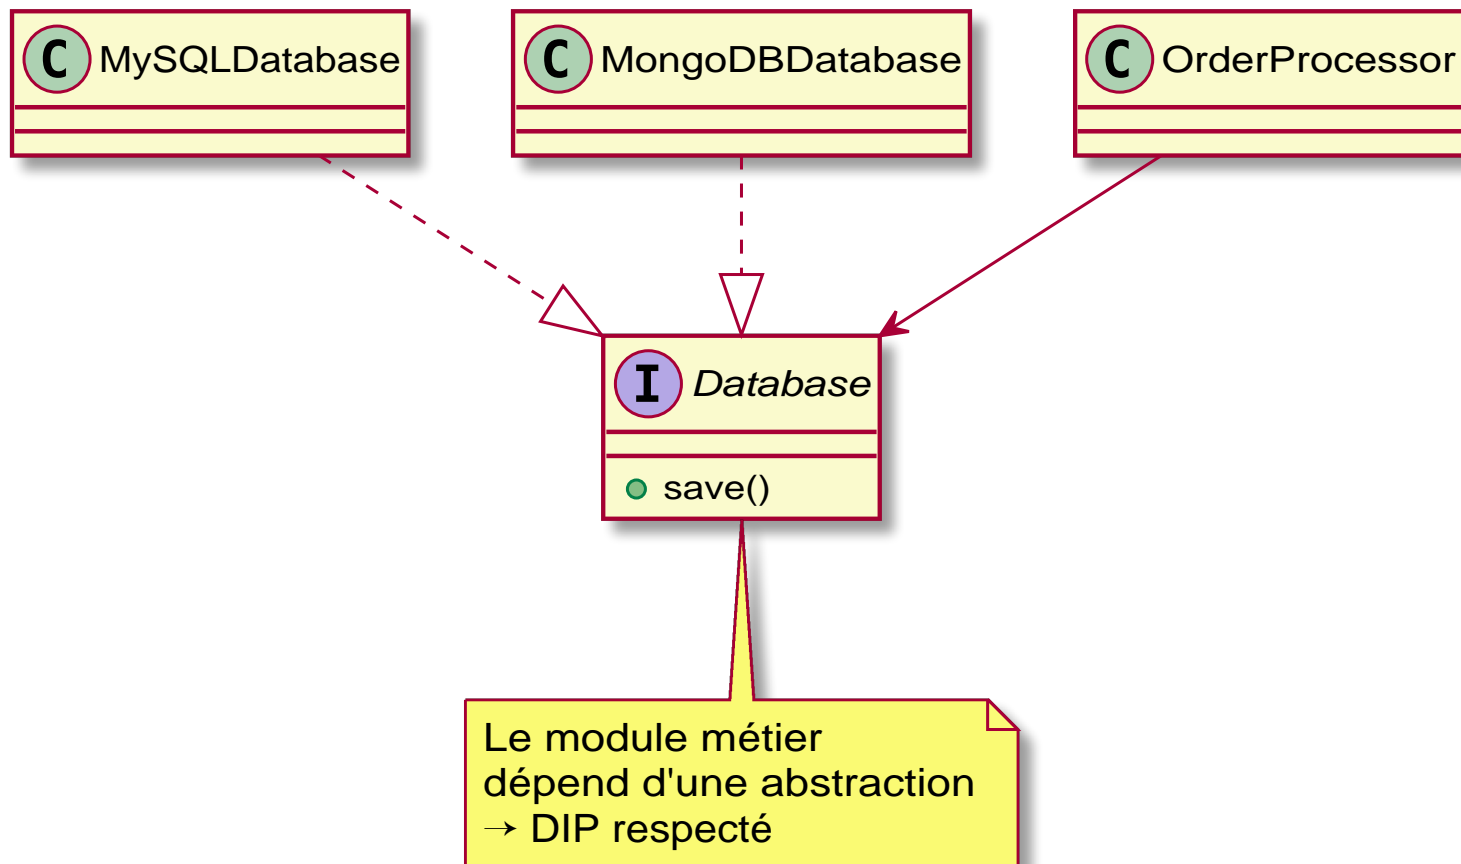 C MySQLDatabase
C MongoDBDatabase
C OrderProcessor
I Database
save()
Le module métier
dépend d'une abstraction
→ DIP respecté